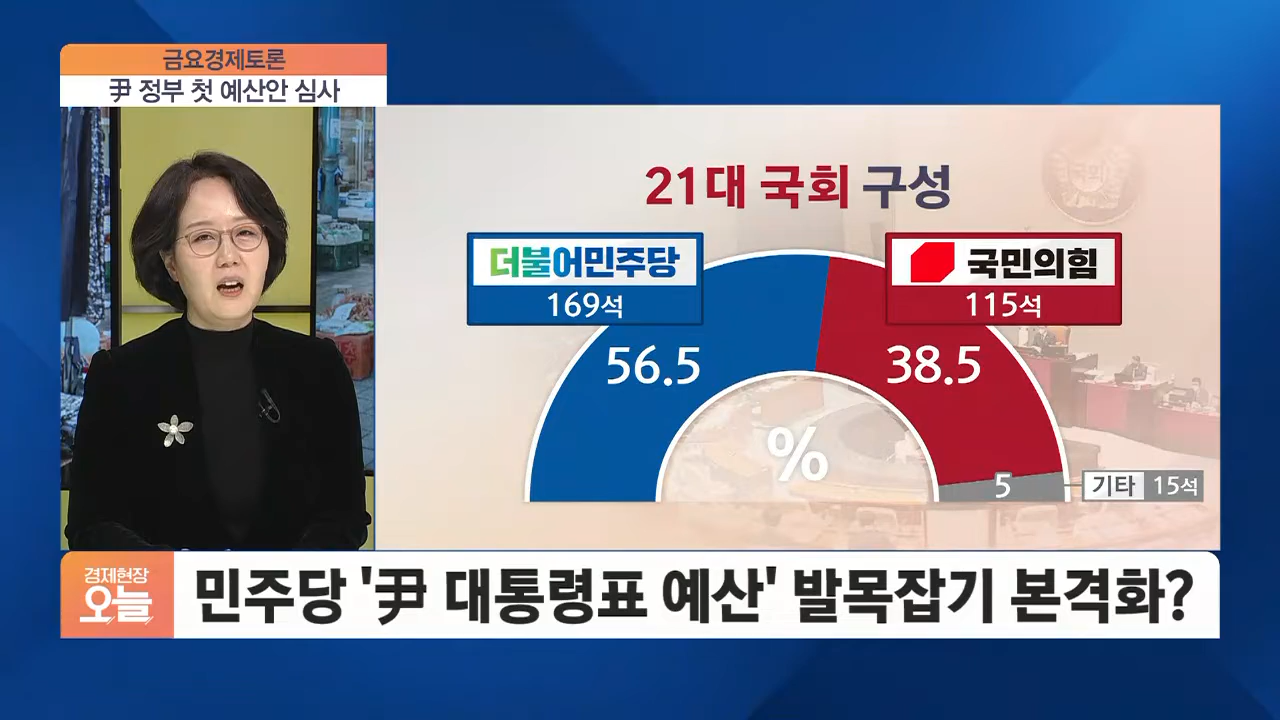 금요경제토론
尹 정부 첫 예산안 심사
21대 국회 구성
더불어민주당
169석
국민의힘
115석
56.5
38.5
%
5
기타 15석
경제현장
오늘
민주당 '尹 대통령표 예산' 발목잡기 본격화?